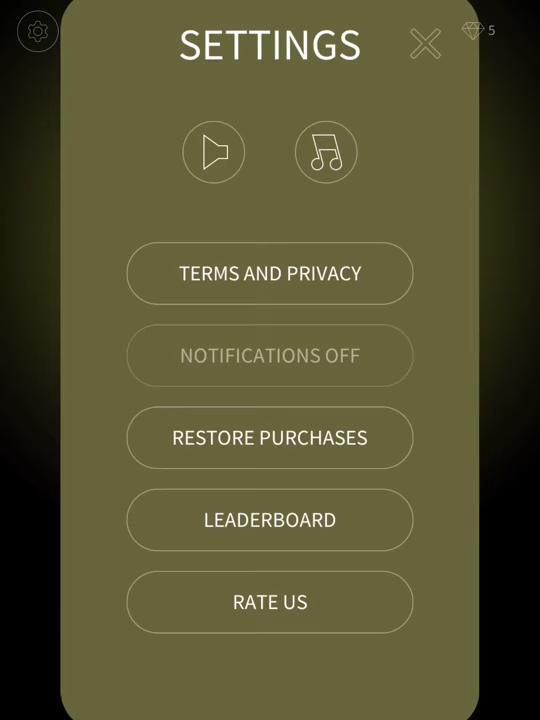 SETTINGS
5
TERMS AND PRIVACY
NOTIFICATIONS OFF
RESTORE PURCHASES
LEADERBOARD
RATE US